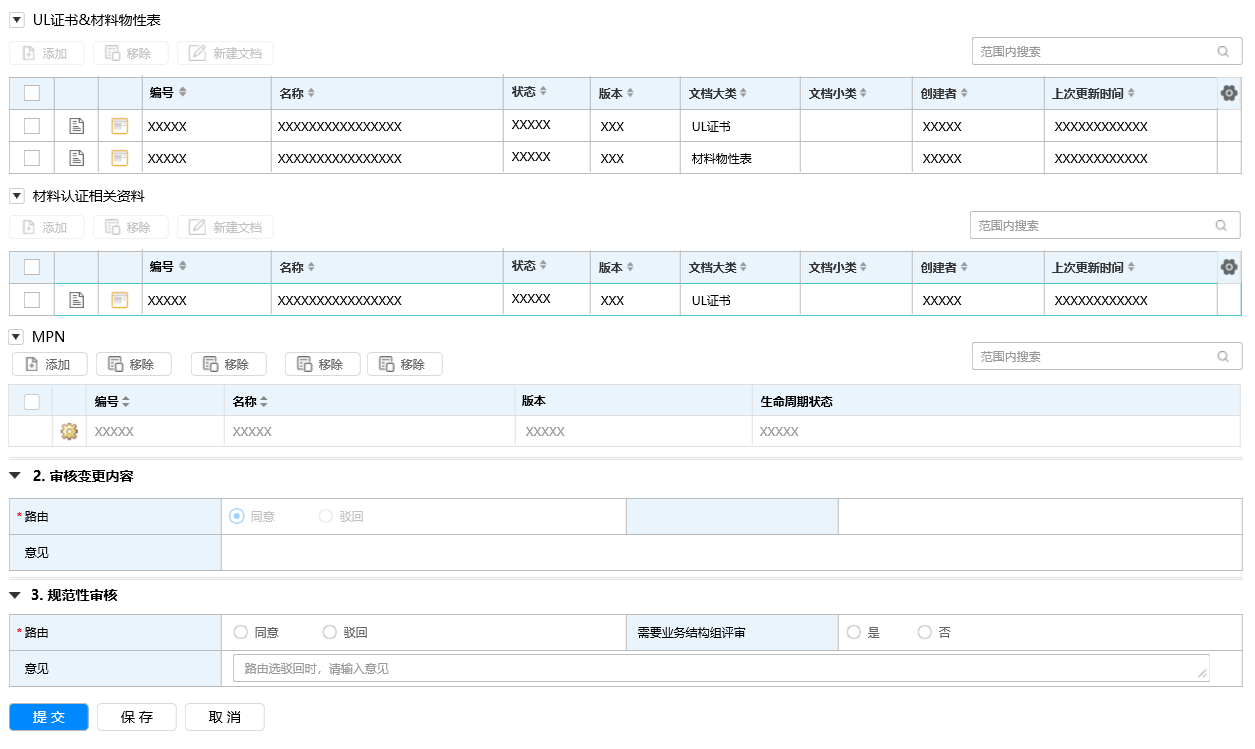 UL证书&材料物性表
添加 移除 新建文档 范围内搜索
编号 名称 状态 版本 文档大类 文档小类 创建者 上次更新时间
XXXXX XXXXXXXXXXXXXXXX XXXXX XXX UL证书 XXXXX XXXXXXXXXXXX
XXXXX XXXXXXXXXXXXXXXX XXXXX XXX 材料物性表 XXXXX XXXXXXXXXXXX
材料认证相关资料
添加 移除 新建文档 范围内搜索
编号 名称 状态 版本 文档大类 文档小类 创建者 上次更新时间
XXXXX XXXXXXXXXXXXXXXX XXXXX XXX UL证书 XXXXX XXXXXXXXXXXX
MPN
添加 移除 移除 移除 移除 范围内搜索
编号 名称 版本 生命周期状态
XXXXX XXXXX XXXXX XXXXX
2. 审核变更内容
*路由 同意 驳回
意见
3. 规范性审核
*路由 同意 驳回 需要业务结构组评审 是 否
意见 路由选驳回时，请输入意见
提交 保存 取消